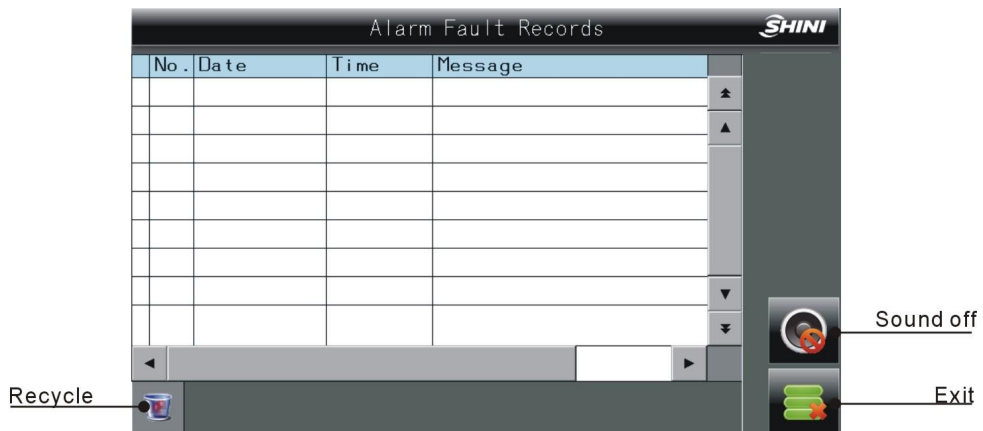 Alarm Fault Records
SHINI
No. Date Time Message
Sound off
Recycle
Exit